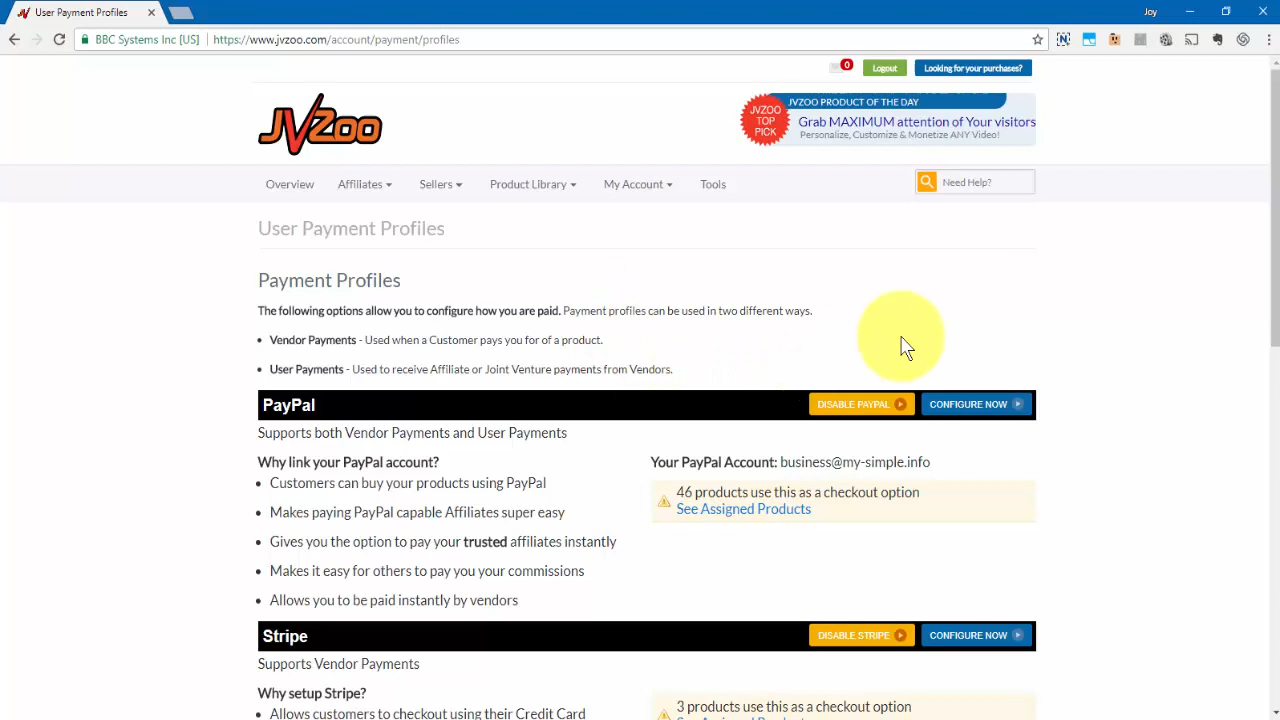 User Payment Profiles
Joy
BBC Systems Inc [US]
https://www.jvzoo.com/account/payment/profiles
0
Logout
Looking for your purchases?
JVZoo
JVZOO TOP PICK
JVZOO PRODUCT OF THE DAY
Grab MAXIMUM attention of Your visitors
Personalize, Customize & Monetize ANY Video!
Overview
Affiliates
Sellers
Product Library
My Account
Tools
Need Help?
User Payment Profiles
Payment Profiles
The following options allow you to configure how you are paid. Payment profiles can be used in two different ways.
Vendor Payments - Used when a Customer pays you for of a product.
User Payments - Used to receive Affiliate or Joint Venture payments from Vendors.
PayPal
DISABLE PAYPAL
CONFIGURE NOW
Supports both Vendor Payments and User Payments
Why link your PayPal account?
Customers can buy your products using PayPal
Makes paying PayPal capable Affiliates super easy
Gives you the option to pay your trusted affiliates instantly
Makes it easy for others to pay you your commissions
Allows you to be paid instantly by vendors
Your PayPal Account: business@my-simple.info
46 products use this as a checkout option
See Assigned Products
Stripe
DISABLE STRIPE
CONFIGURE NOW
Supports Vendor Payments
Why setup Stripe?
Allows customers to checkout using their Credit Card
3 products use this as a checkout option